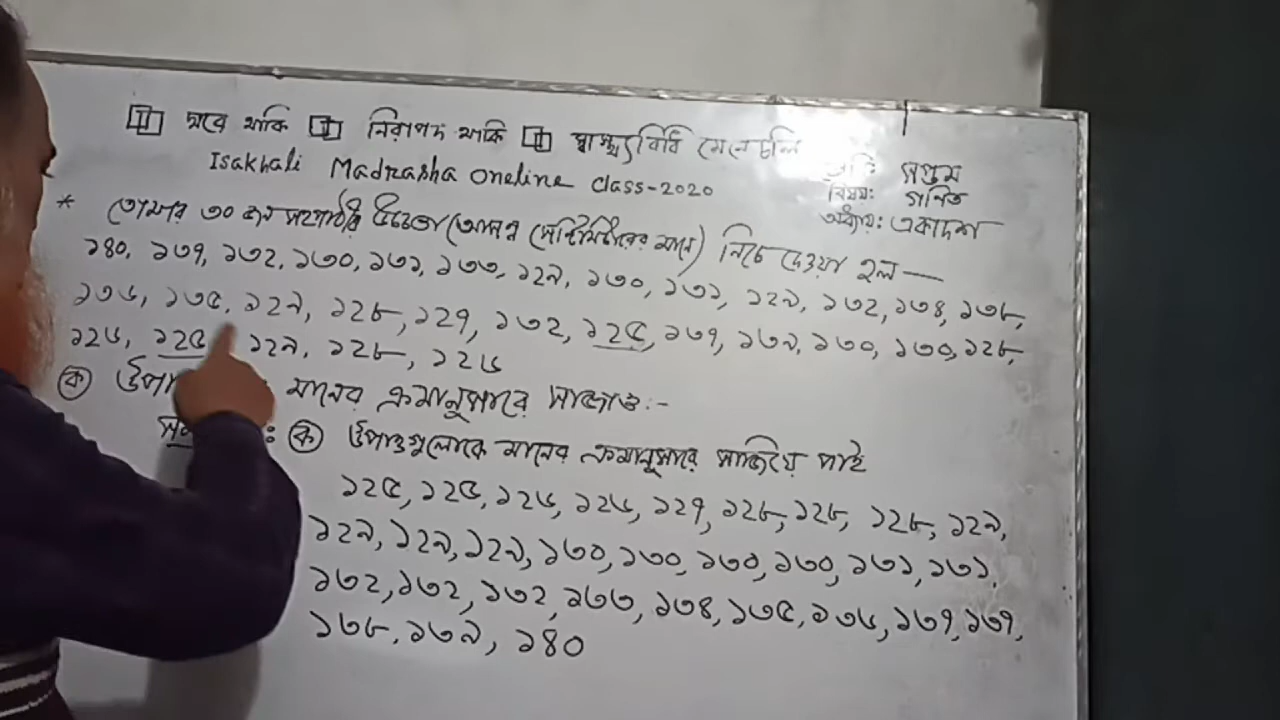 ঘরে থাকি নিরাপদ থাকি স্বাস্থ্যবিধি মেনে চলি
Isakhali Madrasha oneline class-2020
শ্রেণিঃ সপ্তম
বিষয়ঃ গণিত
অধ্যায়ঃ একাদশ
* তোমার ৩০ জন সহপাঠীর উচ্চতা (আসন্ন সেন্টিমিটারের মানে) নিচে দেওয়া হল—
১৪০, ১৩৭, ১৩২, ১৩০, ১৩১, ১৩৩, ১২৯, ১৩০, ১৩১, ১২৯, ১৩২, ১৩৪, ১৩৮,
১৩৬, ১৩৫, ১২৯, ১২৮, ১২৭, ১৩২, ১২৫, ১৩৭, ১৩৯, ১৩০, ১৩০, ১২৮,
১২৬, ১২৫, ১২৯, ১২৮, ১২৬
ক মানের ক্রমানুসারে সাজাও:-
ক উপাত্তগুলোকে মানের ক্রমানুসারে সাজিয়ে পাই
১২৫, ১২৫, ১২৬, ১২৬, ১২৭, ১২৮, ১২৮, ১২৮, ১২৯,
১২৯, ১২৯, ১২৯, ১৩০, ১৩০, ১৩০, ১৩০, ১৩১, ১৩১,
১৩২, ১৩২, ১৩২, ১৩৩, ১৩৪, ১৩৫, ১৩৬, ১৩৭, ১৩৭,
১৩৮, ১৩৯, ১৪০